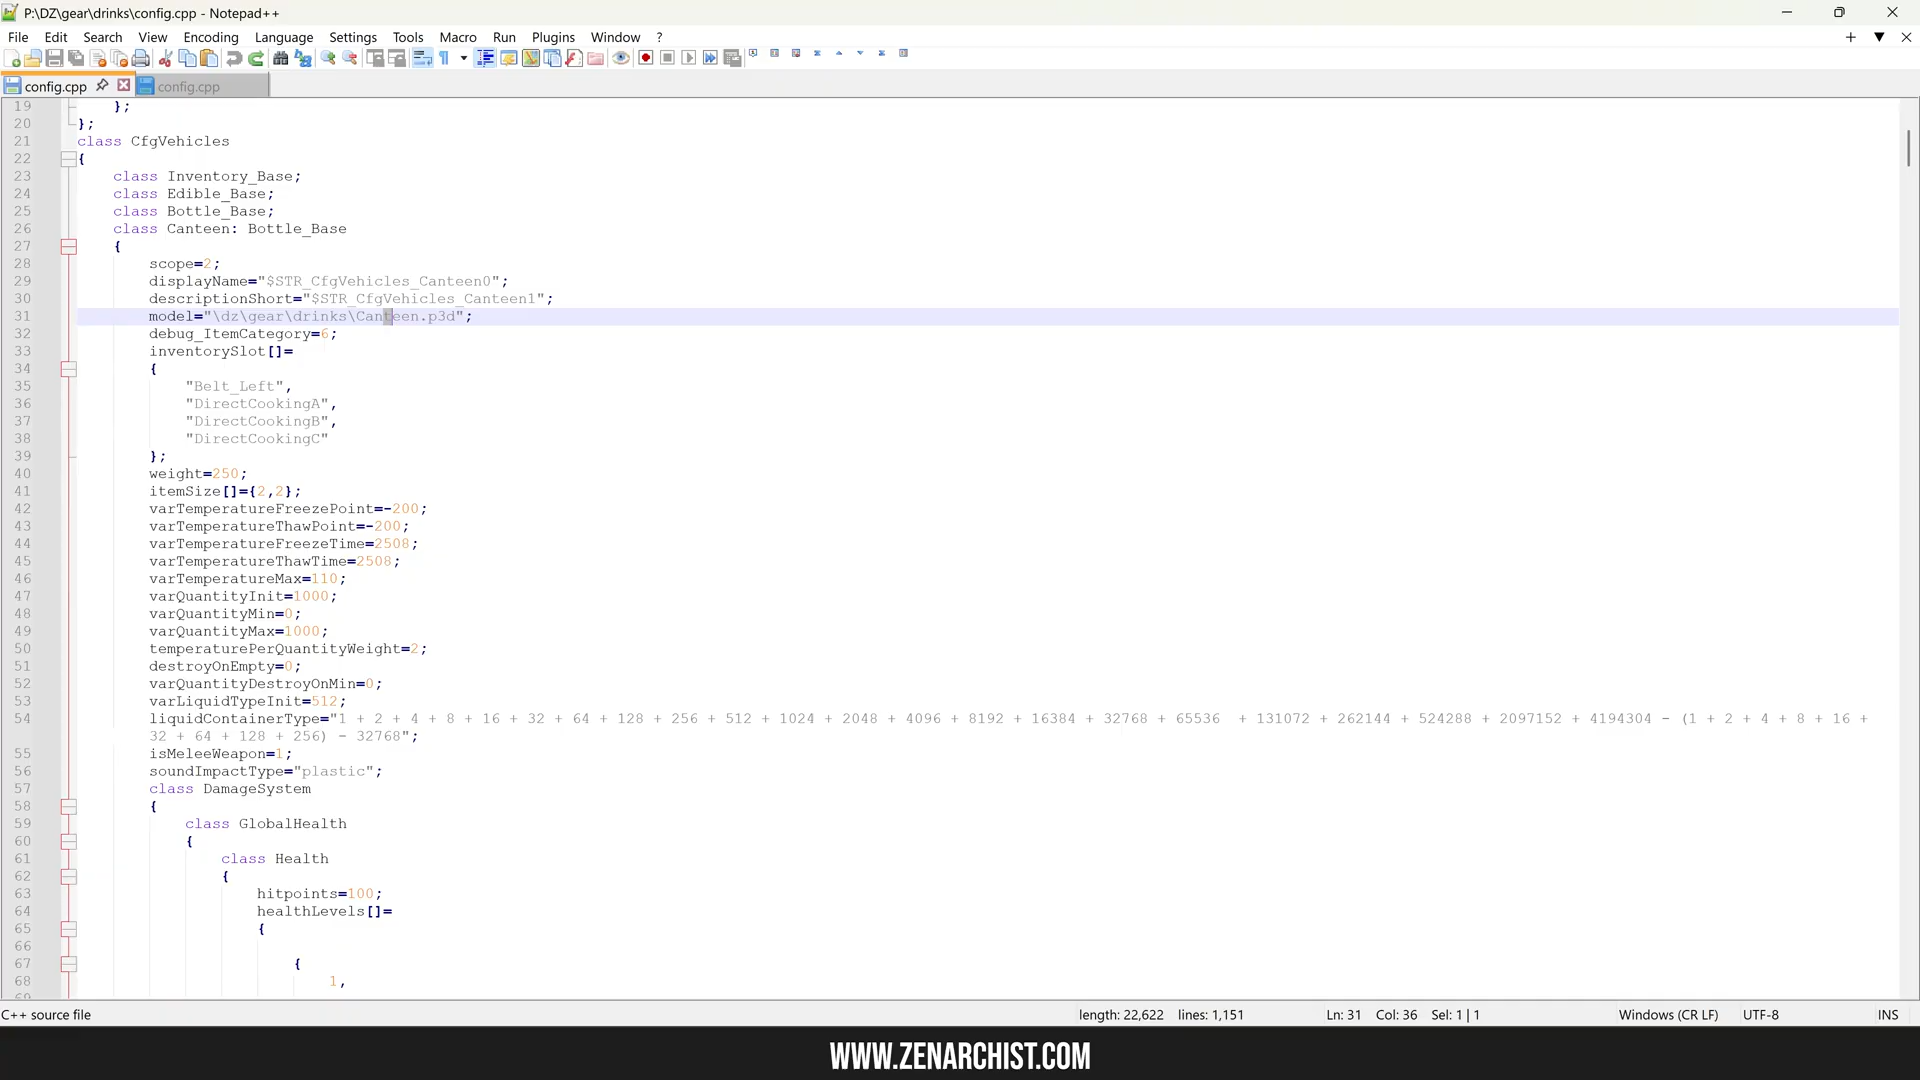 P:\DZ\gear\drinks\config.cpp - Notepad++
File Edit Search View Encoding Language Settings Tools Macro Run Plugins Window ?
config.cpp config.cpp
19 };
20 };
21 class CfgVehicles
22 {
23 class Inventory_Base;
24 class Edible_Base;
25 class Bottle_Base;
26 class Canteen: Bottle_Base
27 {
28 scope=2;
29 displayName="$STR_CfgVehicles_Canteen0";
30 descriptionShort="$STR_CfgVehicles_Canteen1";
31 model="\dz\gear\drinks\Canteen.p3d";
32 debug_ItemCategory=6;
33 inventorySlot[]=
34 {
35 "Belt_Left",
36 "DirectCookingA",
37 "DirectCookingB",
38 "DirectCookingC"
39 };
40 weight=250;
41 itemSize[]={2,2};
42 varTemperatureFreezePoint=-200;
43 varTemperatureThawPoint=-200;
44 varTemperatureFreezeTime=2508;
45 varTemperatureThawTime=2508;
46 varTemperatureMax=110;
47 varQuantityInit=1000;
48 varQuantityMin=0;
49 varQuantityMax=1000;
50 temperaturePerQuantityWeight=2;
51 destroyOnEmpty=0;
52 varQuantityDestroyOnMin=0;
53 varLiquidTypeInit=512;
54 liquidContainerType="1 + 2 + 4 + 8 + 16 + 32 + 64 + 128 + 256 + 512 + 1024 + 2048 + 4096 + 8192 + 16384 + 32768 + 65536  + 131072 + 262144 + 524288 + 2097152 + 4194304 - (1 + 2 + 4 + 8 + 16 +
32 + 64 + 128 + 256) - 32768";
55 isMeleeWeapon=1;
56 soundImpactType="plastic";
57 class DamageSystem
58 {
59 class GlobalHealth
60 {
61 class Health
62 {
63 hitpoints=100;
64 healthLevels[]=
65 {
66
67 {
68 1,
69
C++ source file length: 22,622 lines: 1,151 Ln: 31 Col: 36 Sel: 1 | 1 Windows (CR LF) UTF-8 INS
WWW.ZENARCHIST.COM